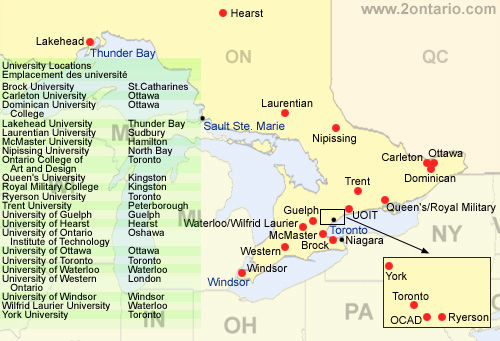 www.2ontario.com
Hearst
Lakehead
Thunder Bay
ON
QC
University Locations
Emplacement des université
Brock University St.Catharines
Carleton University Ottawa
Dominican University Ottawa
College
Lakehead University Thunder Bay
Laurentian University Sudbury
McMaster University Hamilton
Nipissing University North Bay
Ontario College of Toronto
Art and Design
Queen's University Kingston
Royal Military College Kingston
Ryerson University Toronto
Trent University Peterborough
University of Guelph Guelph
University of Hearst Hearst
University of Ontario Oshawa
Institute of Technology
University of Ottawa Ottawa
University of Toronto Toronto
University of Waterloo Waterloo
University of Western London
Ontario
University of Windsor Windsor
Wilfrid Laurier University Waterloo
York University Toronto
Sault Ste. Marie
Laurentian
Nipissing
Carleton
Ottawa
Dominican
Trent
Queen's/Royal Military
Guelph
UOIT
Waterloo/Wilfrid Laurier
McMaster
Toronto
Brock
Niagara
Western
Windsor
Windsor
MI
NY
PA
OH
IN
York
Toronto
OCAD
Ryerson